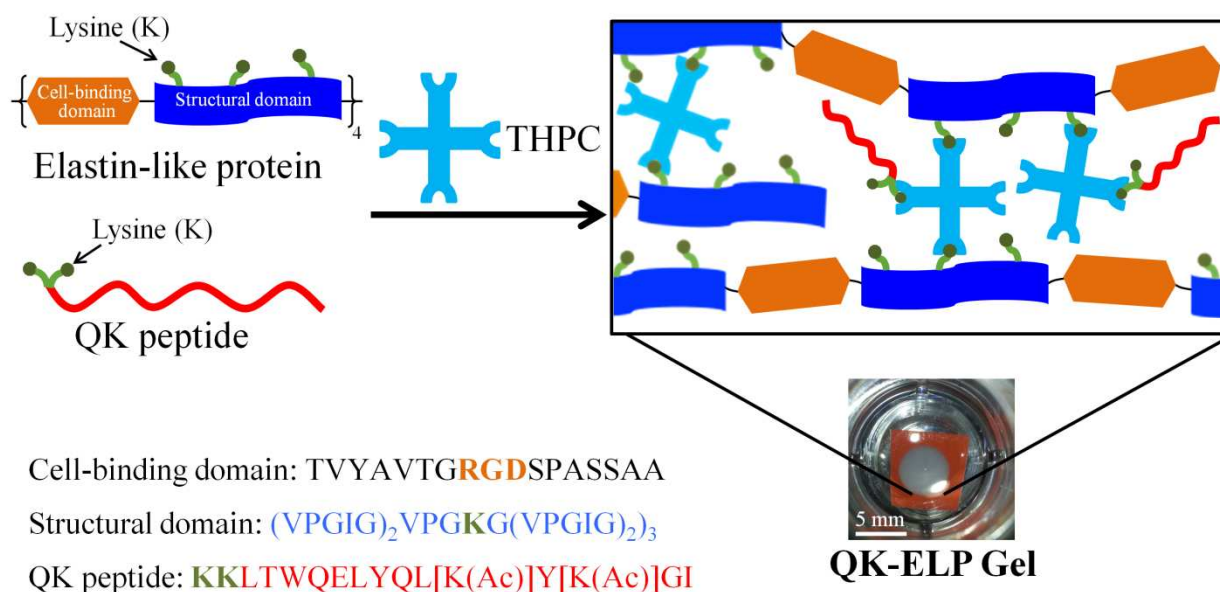 Lysine (K)
Cell-binding
domain
Structural domain
4
Elastin-like protein
THPC
Lysine (K)
QK peptide
Cell-binding domain: TVYAVTGRGDSPASSAA
Structural domain: (VPGIG)₂VPGKG(VPGIG)₂)₃
QK peptide: KKLTWQELYQL[K(Ac)]Y[K(Ac)]GI
5 mm
QK-ELP Gel